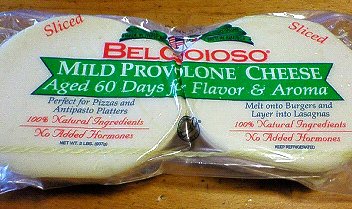 Sliced
Sliced
BELGIOIOSO®
MILD PROVOLONE CHEESE
Aged 60 Days for Flavor & Aroma
Perfect for Pizzas and
Antipasto Platters
100% Natural Ingredients
No Added Hormones
NET WT. 2 LBS. (907g)
Melt onto Burgers and
Layer into Lasagnas
100% Natural Ingredients
No Added Hormones
KEEP REFRIGERATED